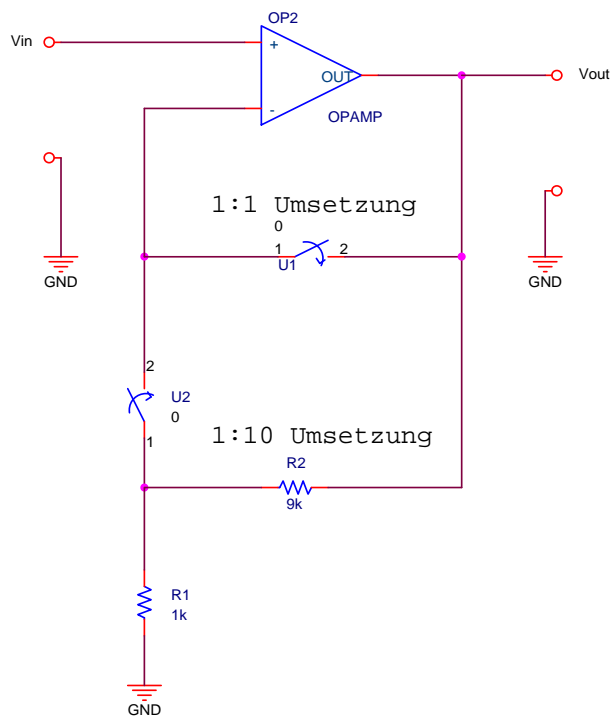 OP2
Vin
+
OUT
Vout
-
OPAMP
1:1 Umsetzung
0
1 2
U1
GND
GND
2
U2
0
1
1:10 Umsetzung
R2
9k
R1
1k
GND